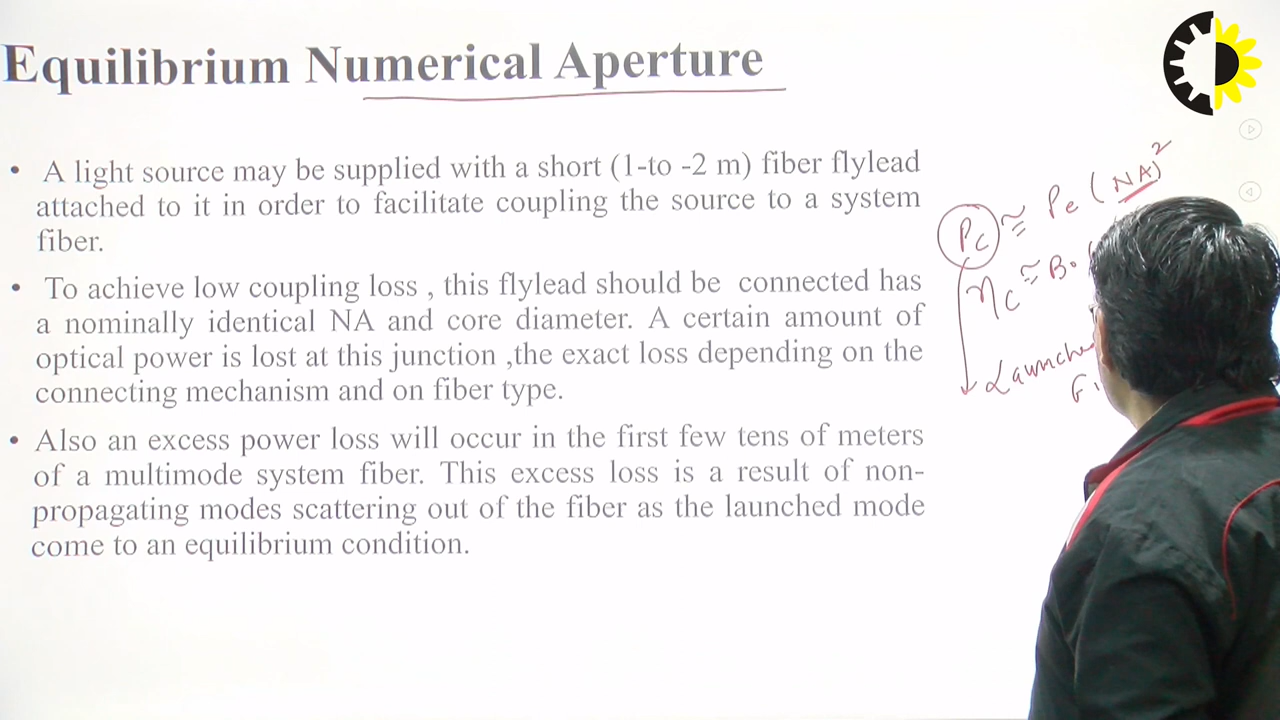 Equilibrium Numerical Aperture
• A light source may be supplied with a short (1-to -2 m) fiber flylead
attached to it in order to facilitate coupling the source to a system
fiber.
• To achieve low coupling loss , this flylead should be connected has
a nominally identical NA and core diameter. A certain amount of
optical power is lost at this junction ,the exact loss depending on the
connecting mechanism and on fiber type.
• Also an excess power loss will occur in the first few tens of meters
of a multimode system fiber. This excess loss is a result of non-
propagating modes scattering out of the fiber as the launched mode
come to an equilibrium condition.
Pc ≅ Pe (NA)²
ηc ≅